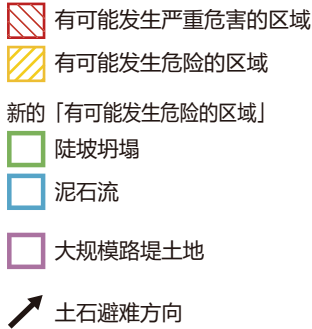 有可能发生严重危害的区域
有可能发生危险的区域
新的「有可能发生危险的区域」
陡坡坍塌
泥石流
大规模路堤土地
土石避难方向